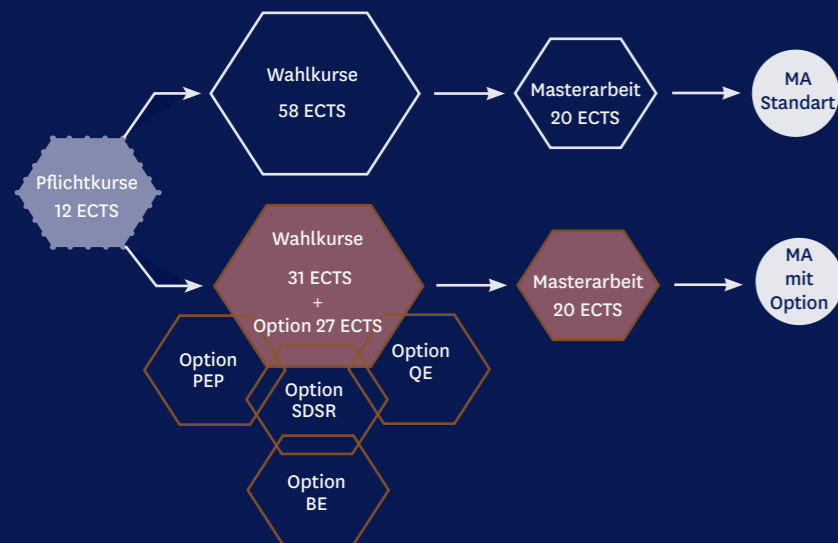 Wahlkurse
58 ECTS
Masterarbeit
20 ECTS
MA
Standart
Pflichtkurse
12 ECTS
Wahlkurse
31 ECTS
+
Option 27 ECTS
Masterarbeit
20 ECTS
MA
mit
Option
Option
PEP
Option
SDSR
Option
QE
Option
BE